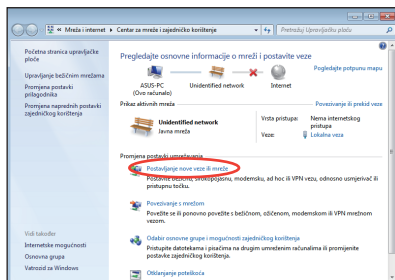 Mreža i internet ▸ Centar za mreže i zajedničko korištenje
Pretražuj Upravljačku ploču
Početna stranica upravljačke
ploče
Upravljanje bežičnim mrežama
Promjena postavki
prilagodnika
Promjena naprednih postavki
zajedničkog korištenja
Vidi također
Internetske mogućnosti
Osnovna grupa
Vatrozid za Windows
Pregledajte osnovne informacije o mreži i postavite veze
Pogledajte potpunu mapu
ASUS-PC
(Ovo računalo)
Unidentified network
Internet
Prikaz aktivnih mreža
Povezivanje ili prekid veze
Unidentified network
Javna mreža
Vrsta pristupa: Nema internetskog
pristupa
Veze: Lokalna veza
Promjena postavki umrežavanja
Postavljanje nove veze ili mreže
Postavite bežičnu, širokopojasnu, modemsku, ad hoc ili VPN vezu, odnosno usmjerivač ili
pristupnu točku.
Povezivanje s mrežom
Povežite se ili ponovno povežite s bežičnom, ožičenom, modemskom ili VPN mrežnom
vezom.
Odabir osnovne grupe i mogućnosti zajedničkog korištenja
Pristupite datotekama i pisačima na drugim umreženim računalima ili promijenite
postavke zajedničkog korištenja.
Otklanjanje poteškoća